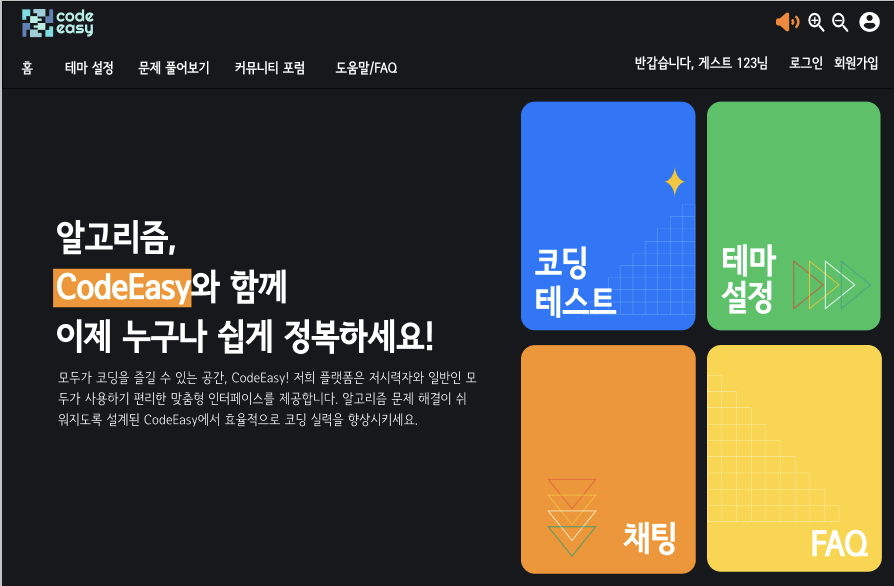 code
easy
홈 테마 설정 문제 풀어보기 커뮤니티 포럼 도움말/FAQ
반갑습니다, 게스트 123님 로그인 회원가입
알고리즘,
CodeEasy와 함께
이제 누구나 쉽게 정복하세요!
모두가 코딩을 즐길 수 있는 공간, CodeEasy! 저희 플랫폼은 저시력자와 일반인 모
두가 사용하기 편리한 맞춤형 인터페이스를 제공합니다. 알고리즘 문제 해결이 쉬
워지도록 설계된 CodeEasy에서 효율적으로 코딩 실력을 향상시키세요.
코딩
테스트
테마
설정
채팅
FAQ